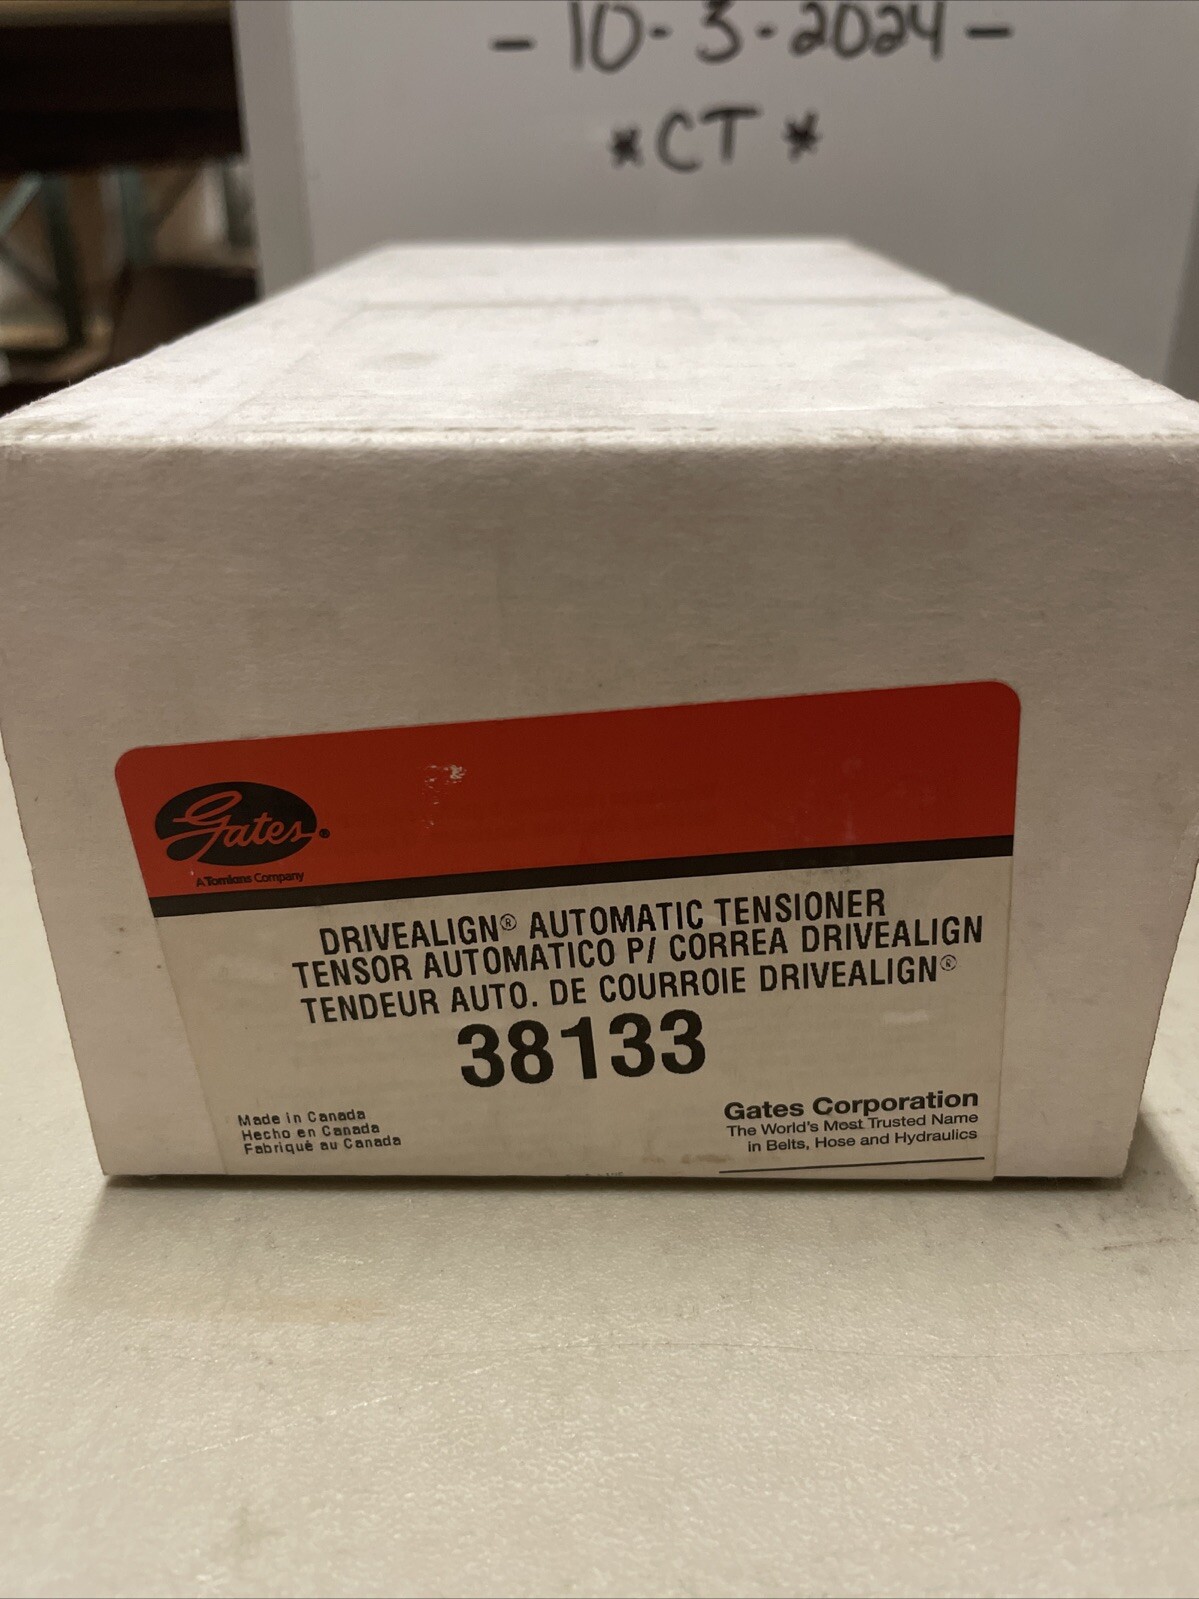 - 10-3-2024 -
* CT *
Gates®
A Tomkins Company
DRIVEALIGN® AUTOMATIC TENSIONER
TENSOR AUTOMATICO P/ CORREA DRIVEALIGN
TENDEUR AUTO. DE COURROIE DRIVEALIGN®
38133
Made in Canada
Hecho en Canada
Fabriqué au Canada
Gates Corporation
The World's Most Trusted Name
in Belts, Hose and Hydraulics